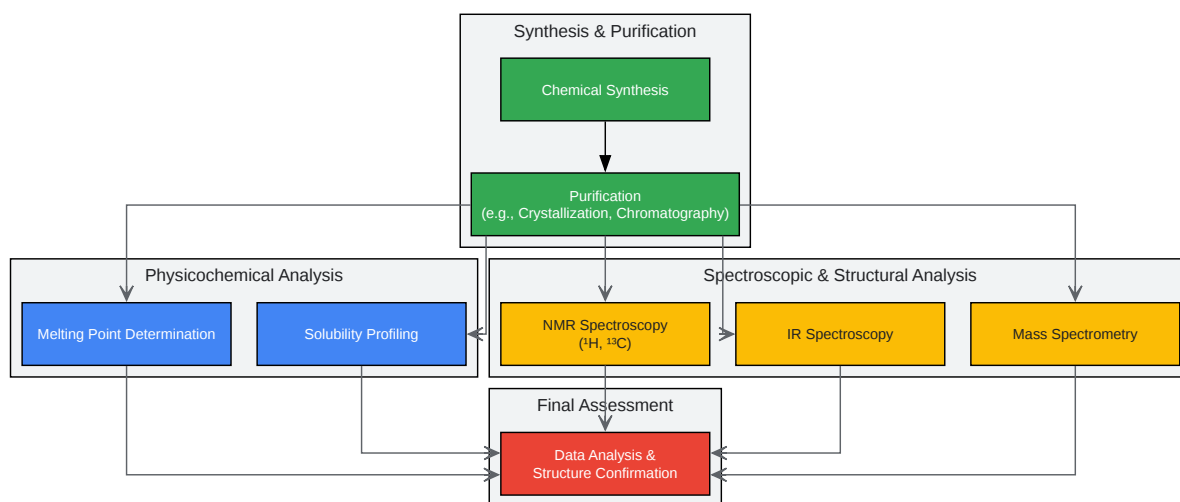 Synthesis & Purification
Chemical Synthesis
Purification
(e.g., Crystallization, Chromatography)
Physicochemical Analysis
Melting Point Determination
Solubility Profiling
Spectroscopic & Structural Analysis
NMR Spectroscopy
(¹H, ¹³C)
IR Spectroscopy
Mass Spectrometry
Final Assessment
Data Analysis &
Structure Confirmation